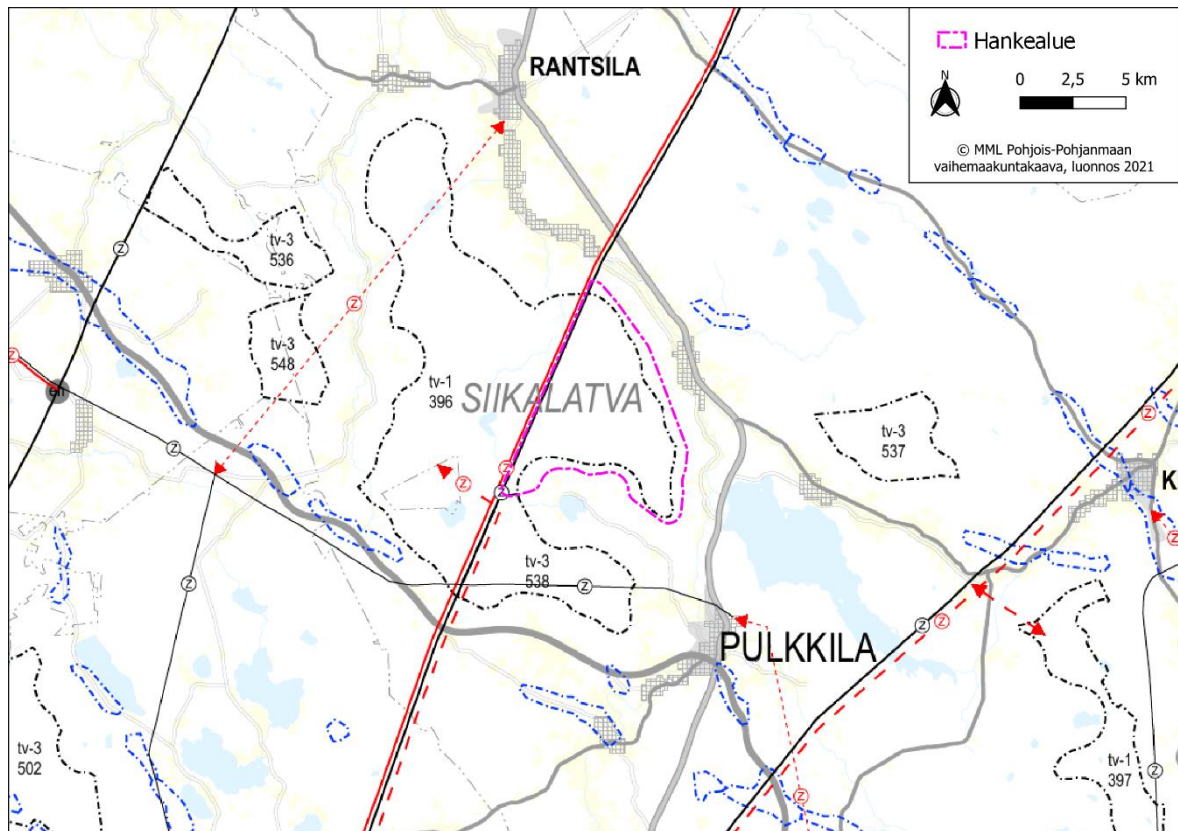 Hankealue
N
0 2,5 5 km
© MML Pohjois-Pohjanmaan
vaihemaakuntakaava, luonnos 2021
RANTSILA
z
tv-3
536
z
tv-3
548
z
en
z
tv-1
396
SIIKALATVA
z
z
z
tv-3
537
z
K
z
tv-3
538
z
z
z
z
PULKKILA
tv-3
502
z
tv-1
397
z